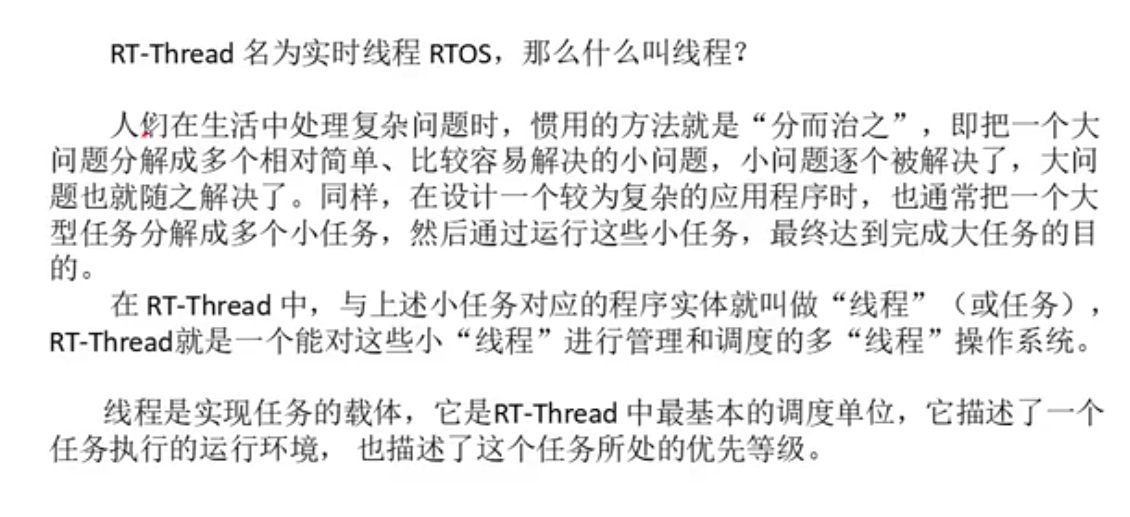 RT-Thread 名为实时线程 RTOS，那么什么叫线程？
人们在生活中处理复杂问题时，惯用的方法就是“分而治之”，即把一个大
问题分解成多个相对简单、比较容易解决的小问题，小问题逐个被解决了，大问
题也就随之解决了。同样，在设计一个较为复杂的应用程序时，也通常把一个大
型任务分解成多个小任务，然后通过运行这些小任务，最终达到完成大任务的目
的。
在 RT-Thread 中，与上述小任务对应的程序实体就叫做“线程”（或任务），
RT-Thread就是一个能对这些小“线程”进行管理和调度的多“线程”操作系统。
线程是实现任务的载体，它是RT-Thread 中最基本的调度单位，它描述了一个
任务执行的运行环境， 也描述了这个任务所处的优先等级。